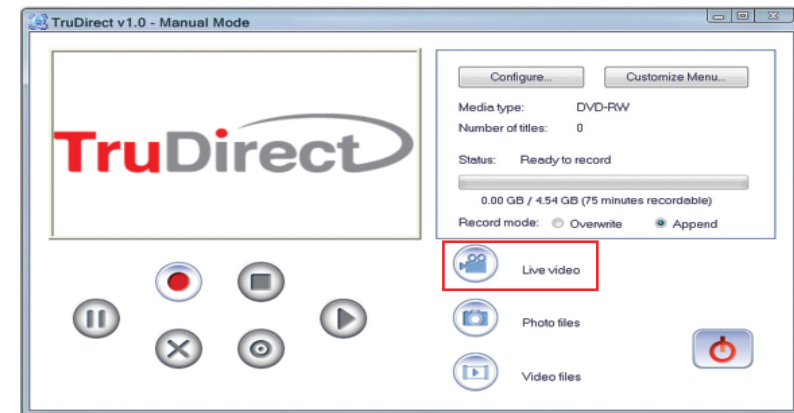 TruDirect v1.0 - Manual Mode
TruDirect
Configure...
Customize Menu...
Media type: DVD-RW
Number of titles: 0
Status: Ready to record
0.00 GB / 4.54 GB (75 minutes recordable)
Record mode: Overwrite Append
Live video
Photo files
Video files